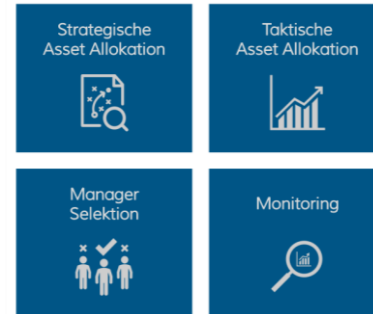 Strategische
Asset Allokation
Taktische
Asset Allokation
Manager
Selektion
Monitoring